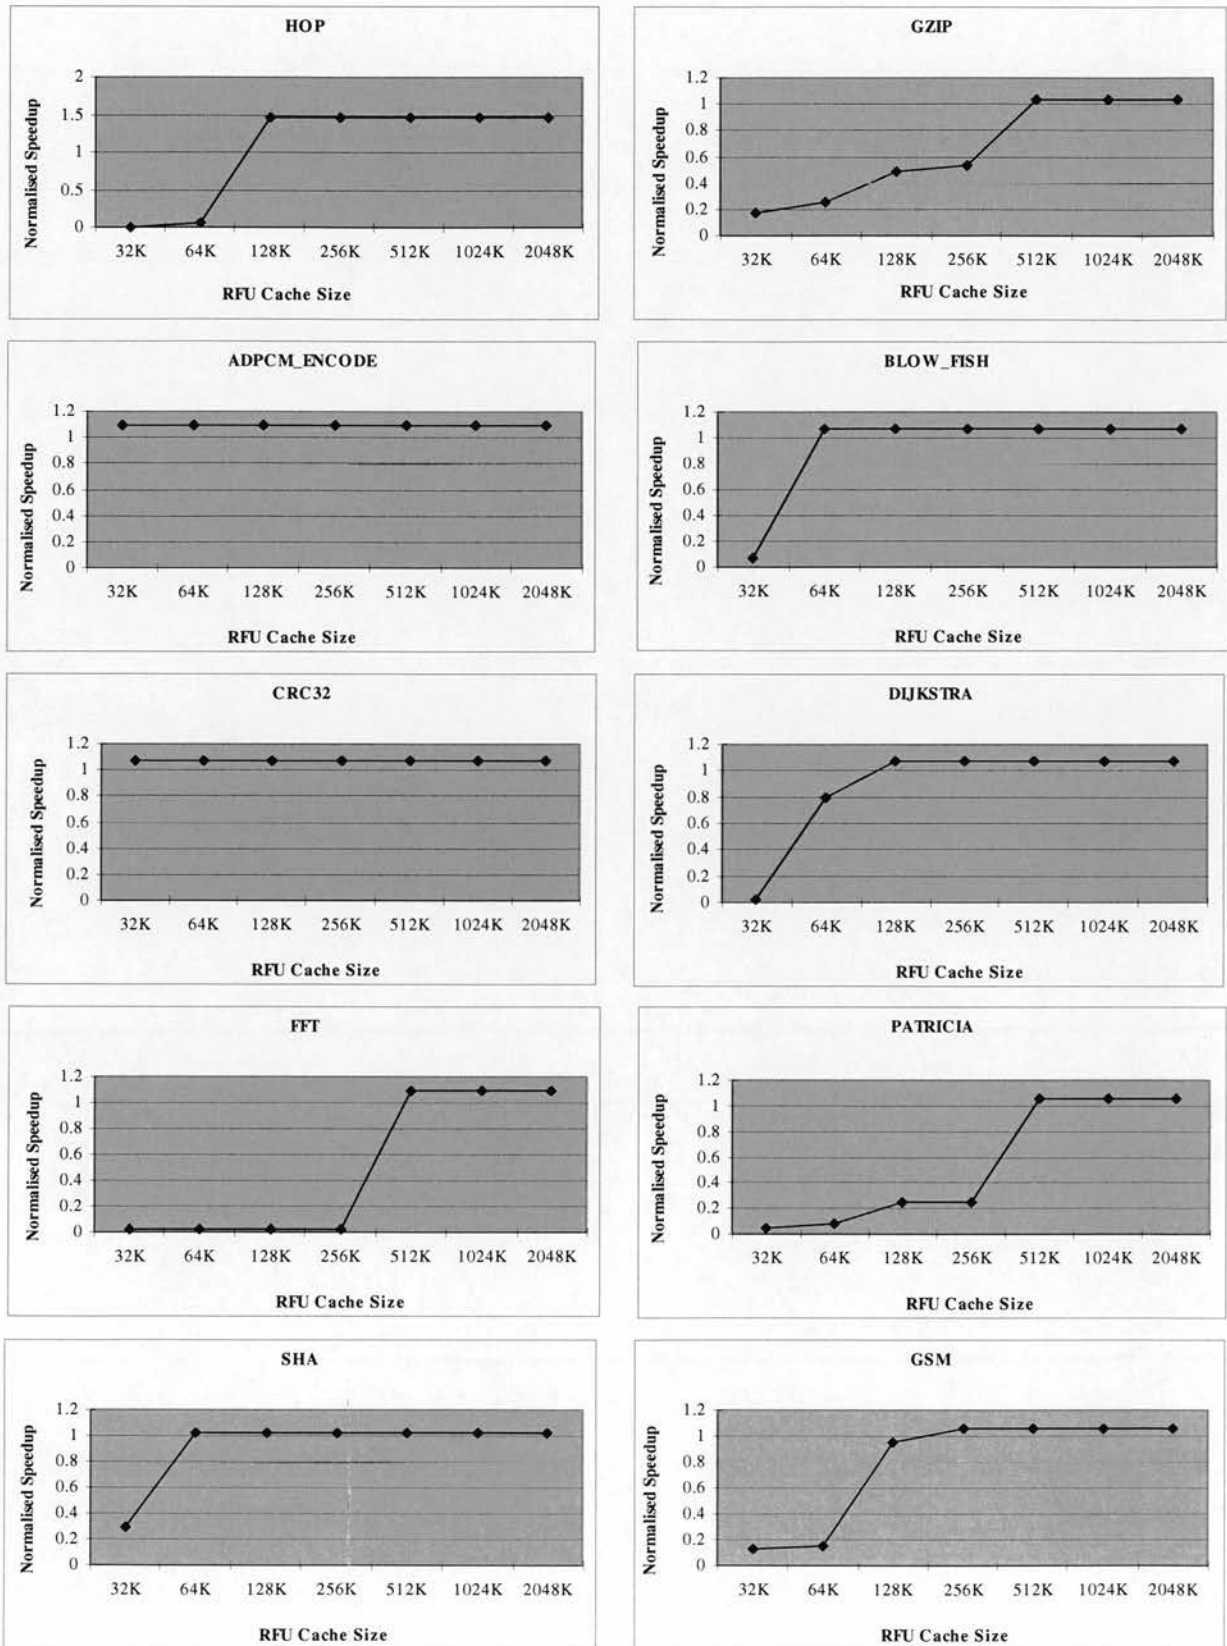 HOP
Normalised Speedup
2
1.5
1
0.5
0
32K 64K 128K 256K 512K 1024K 2048K
RFU Cache Size
GZIP
Normalised Speedup
1.2
1
0.8
0.6
0.4
0.2
0
32K 64K 128K 256K 512K 1024K 2048K
RFU Cache Size
ADPCM_ENCODE
Normalised Speedup
1.2
1
0.8
0.6
0.4
0.2
0
32K 64K 128K 256K 512K 1024K 2048K
RFU Cache Size
BLOW_FISH
Normalised Speedup
1.2
1
0.8
0.6
0.4
0.2
0
32K 64K 128K 256K 512K 1024K 2048K
RFU Cache Size
CRC32
Normalised Speedup
1.2
1
0.8
0.6
0.4
0.2
0
32K 64K 128K 256K 512K 1024K 2048K
RFU Cache Size
DIJKSTRA
Normalised Speedup
1.2
1
0.8
0.6
0.4
0.2
0
32K 64K 128K 256K 512K 1024K 2048K
RFU Cache Size
FFT
Normalised Speedup
1.2
1
0.8
0.6
0.4
0.2
0
32K 64K 128K 256K 512K 1024K 2048K
RFU Cache Size
PATRICIA
Normalised Speedup
1.2
1
0.8
0.6
0.4
0.2
0
32K 64K 128K 256K 512K 1024K 2048K
RFU Cache Size
SHA
Normalised Speedup
1.2
1
0.8
0.6
0.4
0.2
0
32K 64K 128K 256K 512K 1024K 2048K
RFU Cache Size
GSM
Normalised Speedup
1.2
1
0.8
0.6
0.4
0.2
0
32K 64K 128K 256K 512K 1024K 2048K
RFU Cache Size